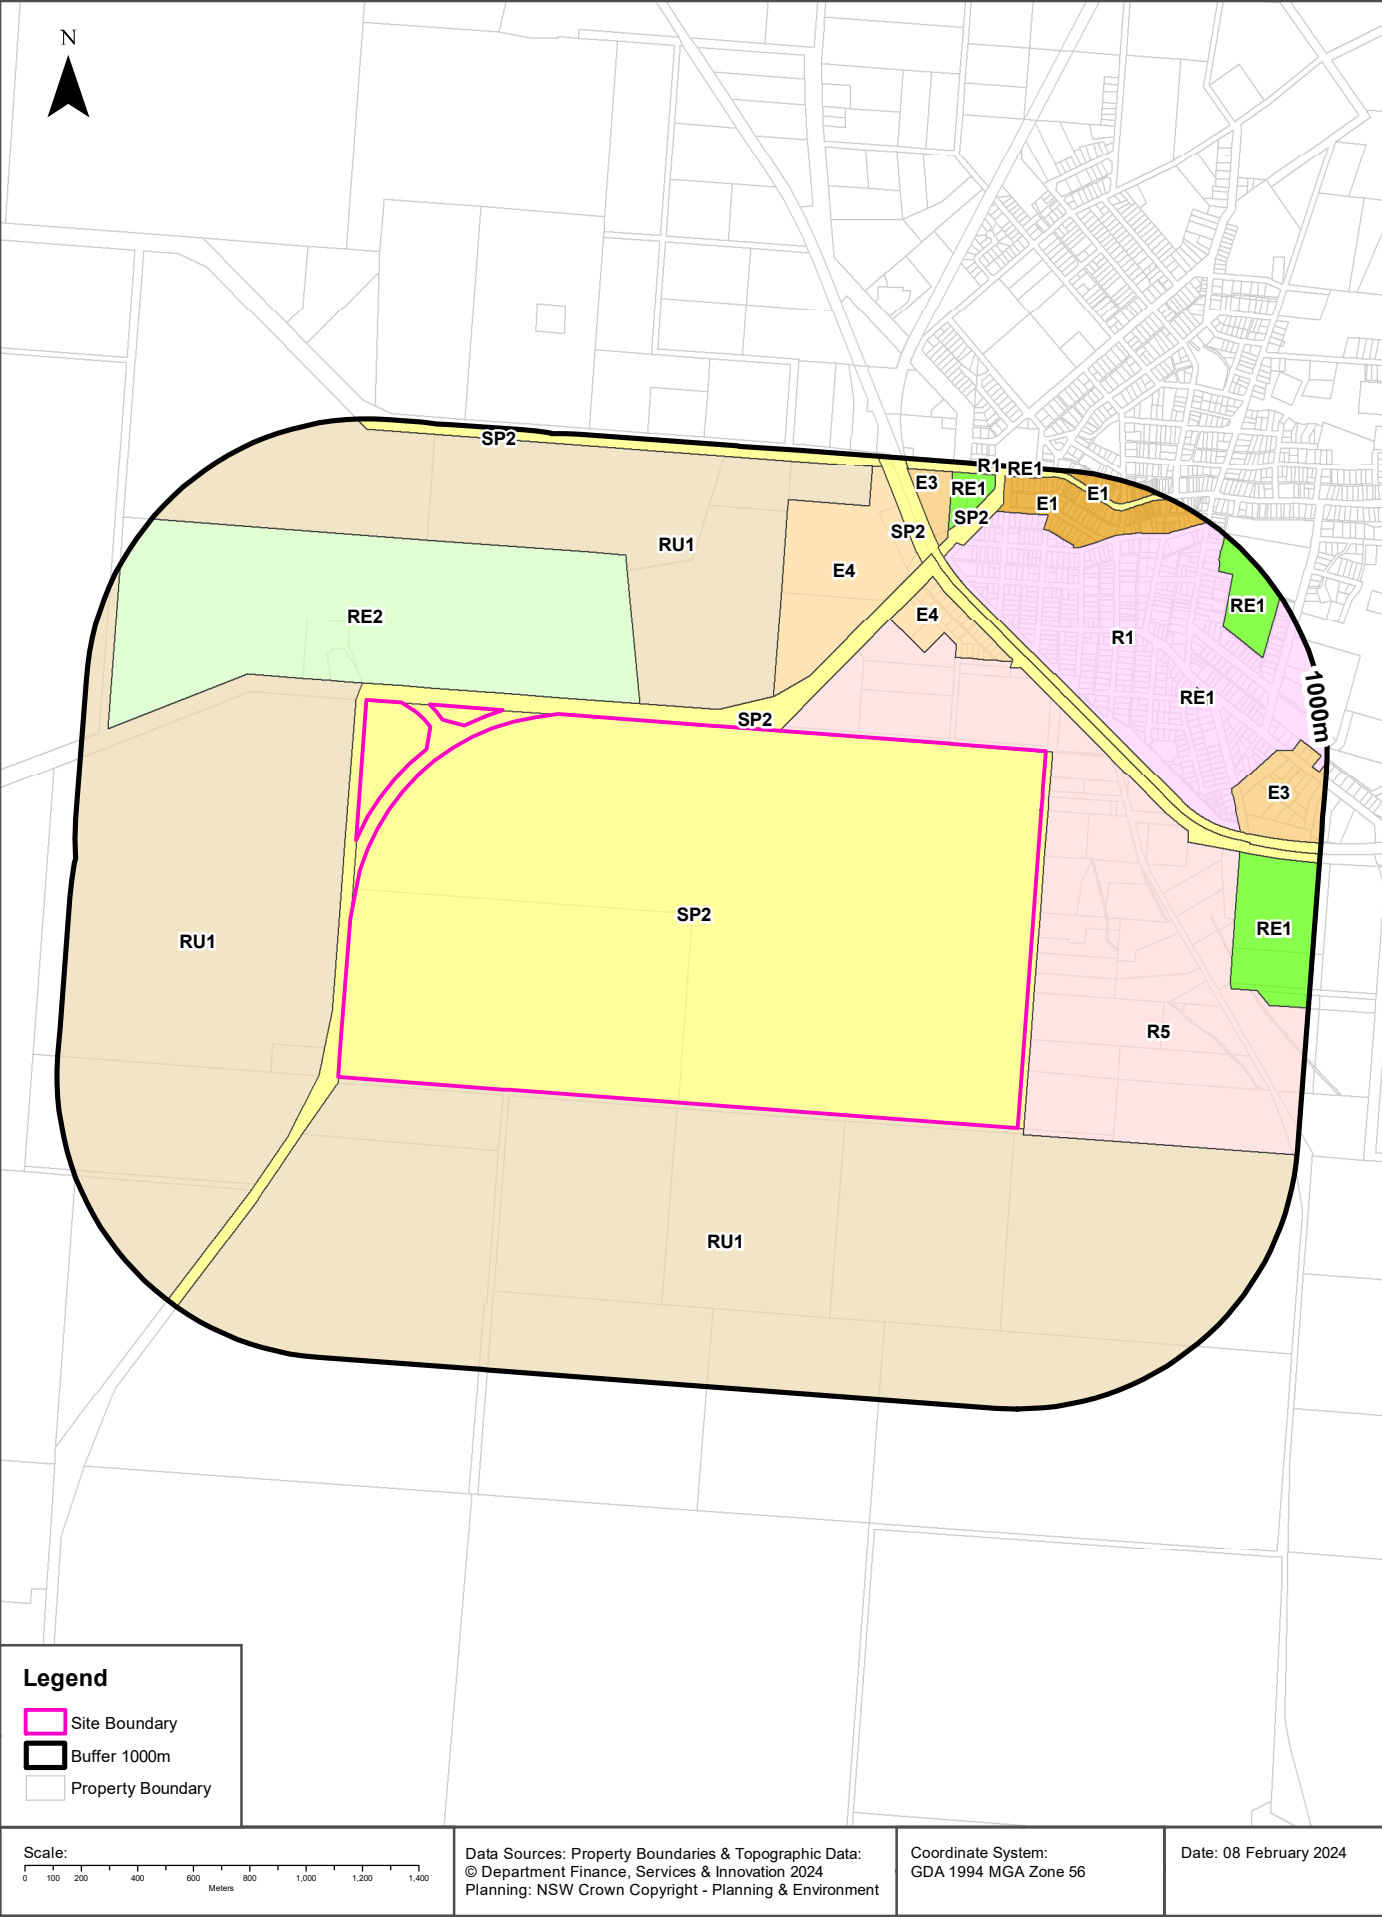 N
SP2
R1
RE1
E3
RE1
E1
E1
SP2
SP2
RU1
E4
RE2
E4
RE1
R1
RE1
1000m
SP2
E3
SP2
RE1
RU1
R5
RU1
Legend
Site Boundary
Buffer 1000m
Property Boundary
Scale:
0 100 200 400 600 800 1,000 1,200 1,400
Meters
Data Sources: Property Boundaries & Topographic Data:
© Department Finance, Services & Innovation 2024
Planning: NSW Crown Copyright - Planning & Environment
Coordinate System:
GDA 1994 MGA Zone 56
Date: 08 February 2024